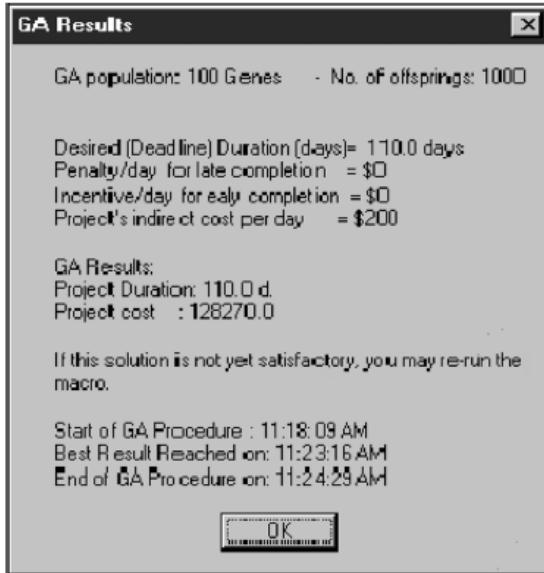 GA Results
GA population: 100 Genes - No. of offsprings: 1000
Desired (Deadline) Duration (days)= 110.0 days
Penalty/day for late completion = $0
Incentive/day for ealy completion = $0
Project's indirect cost per day = $200
GA Results:
Project Duration: 110.0 d.
Project cost : 128270.0
If this solution is not yet satisfactory, you may re-run the
macro.
Start of GA Procedure : 11:18:09 AM
Best Result Reached on: 11:23:16 AM
End of GA Procedure on: 11:24:29 AM
OK